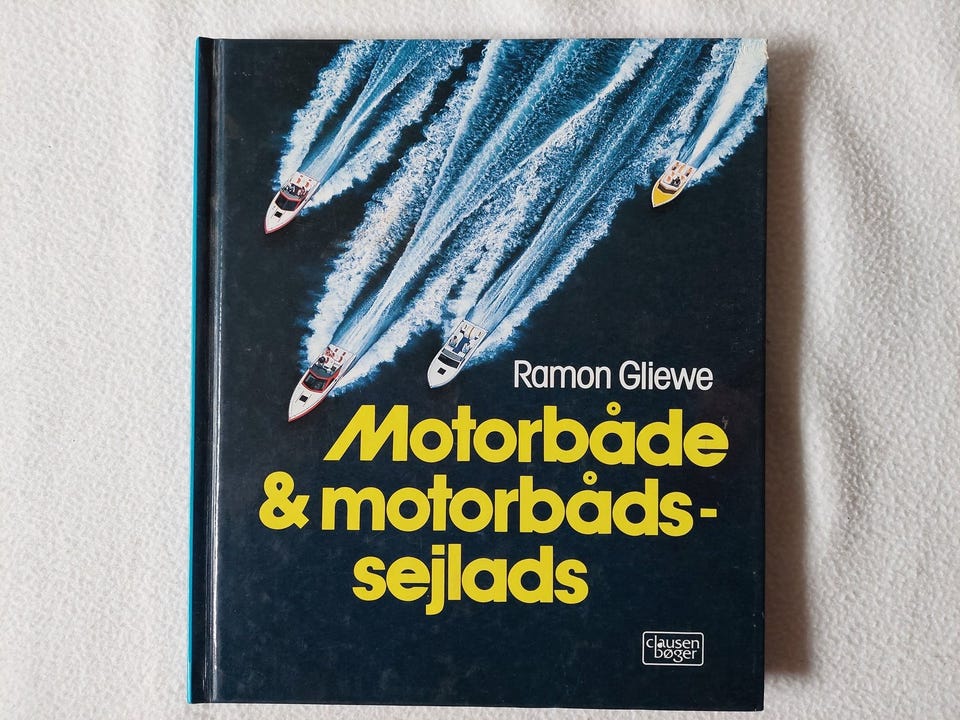 Ramon Gliewe
Motorbåde
& motorbåds-
sejlads
clausen
bøger